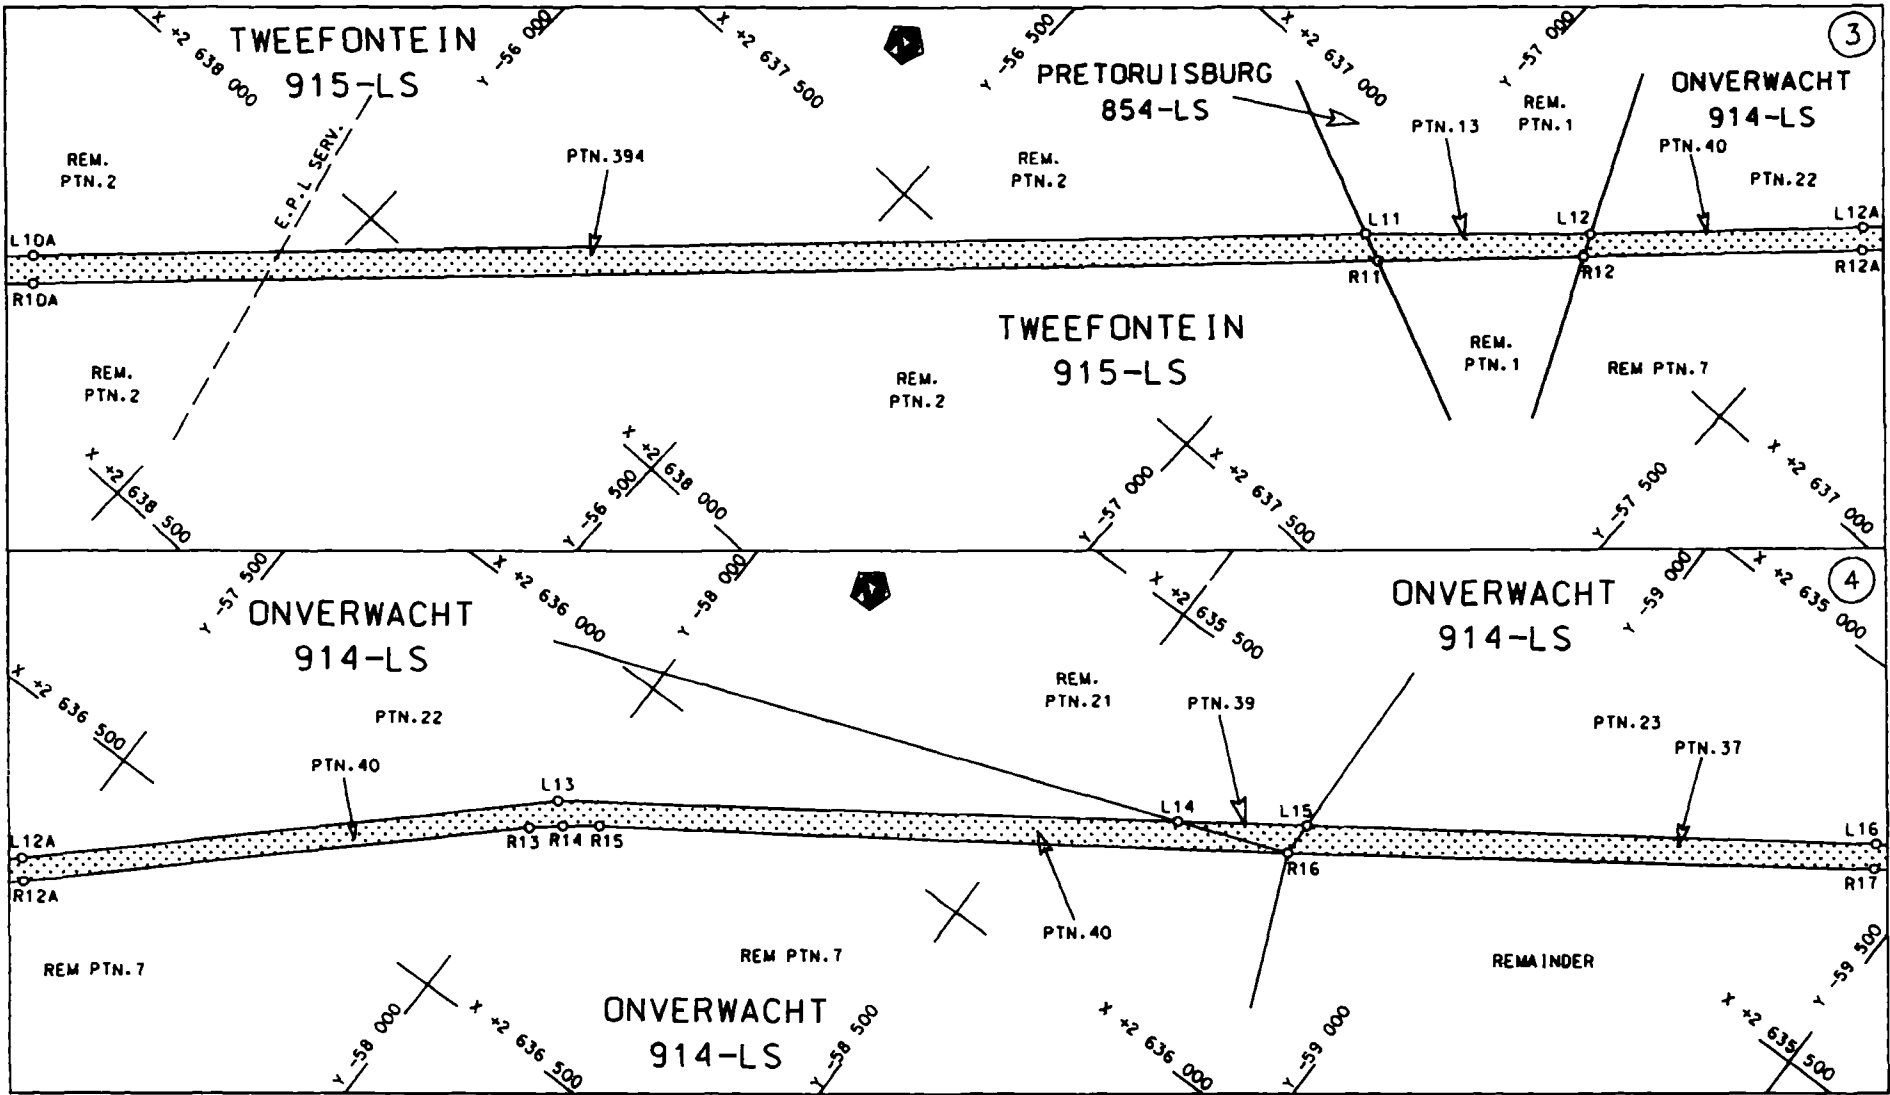 X +2 638 000
TWEEFONTEIN
915-LS
Y -56 000
X +2 637 500
N
Y -56 500
PRETORUISBURG
854-LS
X +2 637 000
Y -57 000
3
ONVERWACHT
914-LS
REM.
PTN.2
E.P.L SERV.
PTN.394
REM.
PTN.2
PTN.13
REM.
PTN.1
PTN.40
PTN.22
L10A
L11
L12
L12A
R10A
R11
R12
R12A
TWEEFONTEIN
915-LS
REM.
PTN.2
REM.
PTN.2
REM.
PTN.1
REM PTN.7
X +2 638 500
Y -56 500
X +2 638 000
Y -57 000
X +2 637 500
Y -57 500
X +2 637 000
Y -57 500
ONVERWACHT
914-LS
X +2 636 000
Y -58 000
N
X +2 635 500
ONVERWACHT
914-LS
Y -59 000
X +2 635 000
4
X +2 636 500
PTN.22
REM.
PTN.21
PTN.39
PTN.23
PTN.37
PTN.40
L12A
L13
L14
L15
L16
R12A
R13
R14
R15
R16
R17
PTN.40
REM PTN.7
REM PTN.7
REMAINDER
ONVERWACHT
914-LS
Y -58 000
X +2 636 500
Y -58 500
X +2 636 000
Y -59 000
X +2 635 500
Y -59 500